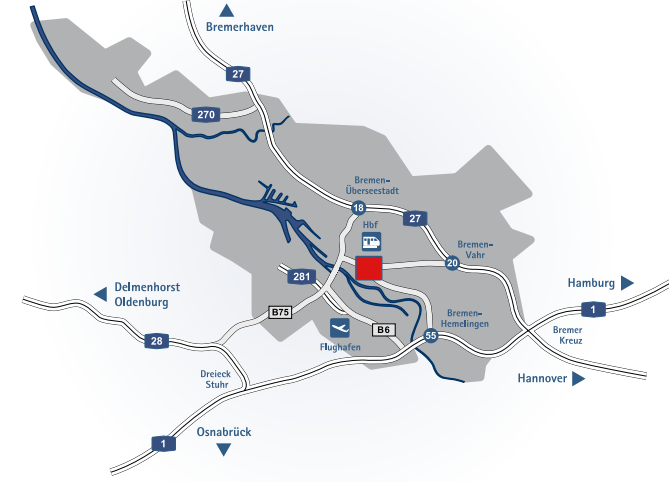 Bremerhaven
27
270
Bremen-
Überseestadt
18
27
Hbf
Bremen-
Vahr
20
281
Hamburg
Delmenhorst
Oldenburg
1
B75
Bremen-
Hemelingen
B6
Flughafen
55
Bremer
Kreuz
28
Dreieck
Stuhr
Hannover
Osnabrück
1